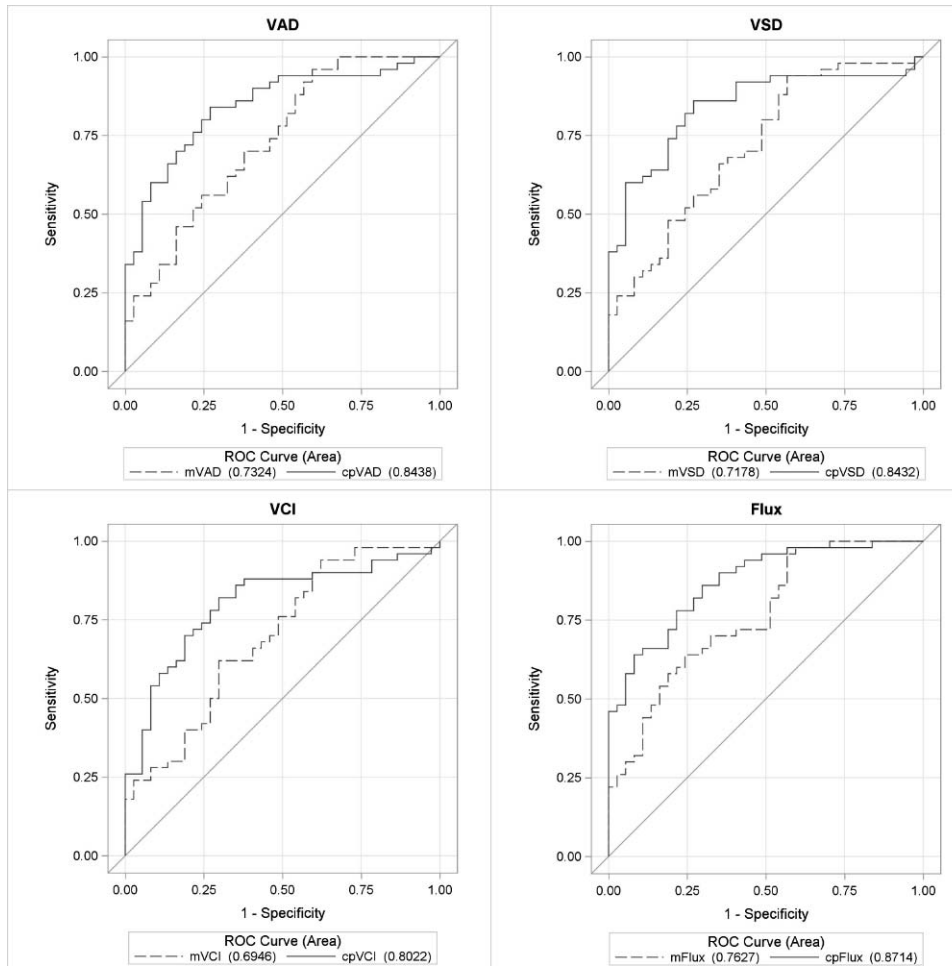 VAD
1.00
0.75
0.50
0.25
0.00
Sensitivity
0.00 0.25 0.50 0.75 1.00
1 - Specificity
ROC Curve (Area)
mVAD (0.7324) cpVAD (0.8438)
VSD
1.00
0.75
0.50
0.25
0.00
Sensitivity
0.00 0.25 0.50 0.75 1.00
1 - Specificity
ROC Curve (Area)
mVSD (0.7178) cpVSD (0.8432)
VCI
1.00
0.75
0.50
0.25
0.00
Sensitivity
0.00 0.25 0.50 0.75 1.00
1 - Specificity
ROC Curve (Area)
mVCI (0.6946) cpVCI (0.8022)
Flux
1.00
0.75
0.50
0.25
0.00
Sensitivity
0.00 0.25 0.50 0.75 1.00
1 - Specificity
ROC Curve (Area)
mFlux (0.7627) cpFlux (0.8714)